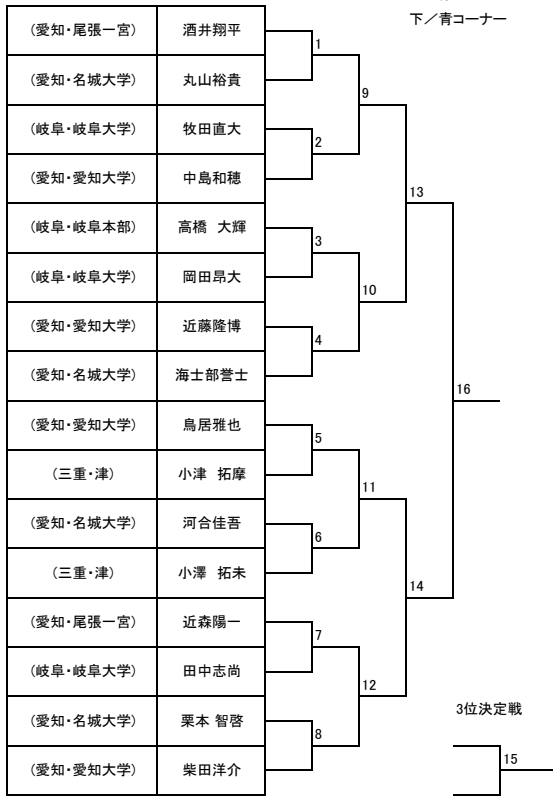 下／青コーナー
(愛知・尾張一宮) 酒井翔平
(愛知・名城大学) 丸山裕貴
(岐阜・岐阜大学) 牧田直大
(愛知・愛知大学) 中島和穂
(岐阜・岐阜本部) 高橋 大輝
(岐阜・岐阜大学) 岡田昂大
(愛知・愛知大学) 近藤隆博
(愛知・名城大学) 海士部誉士
(愛知・愛知大学) 鳥居雅也
(三重・津) 小津 拓摩
(愛知・名城大学) 河合佳吾
(三重・津) 小澤 拓未
(愛知・尾張一宮) 近森陽一
(岐阜・岐阜大学) 田中志尚
(愛知・名城大学) 栗本 智啓
(愛知・愛知大学) 柴田洋介
1
2
3
4
5
6
7
8
9
10
11
12
13
14
16
3位決定戦
15